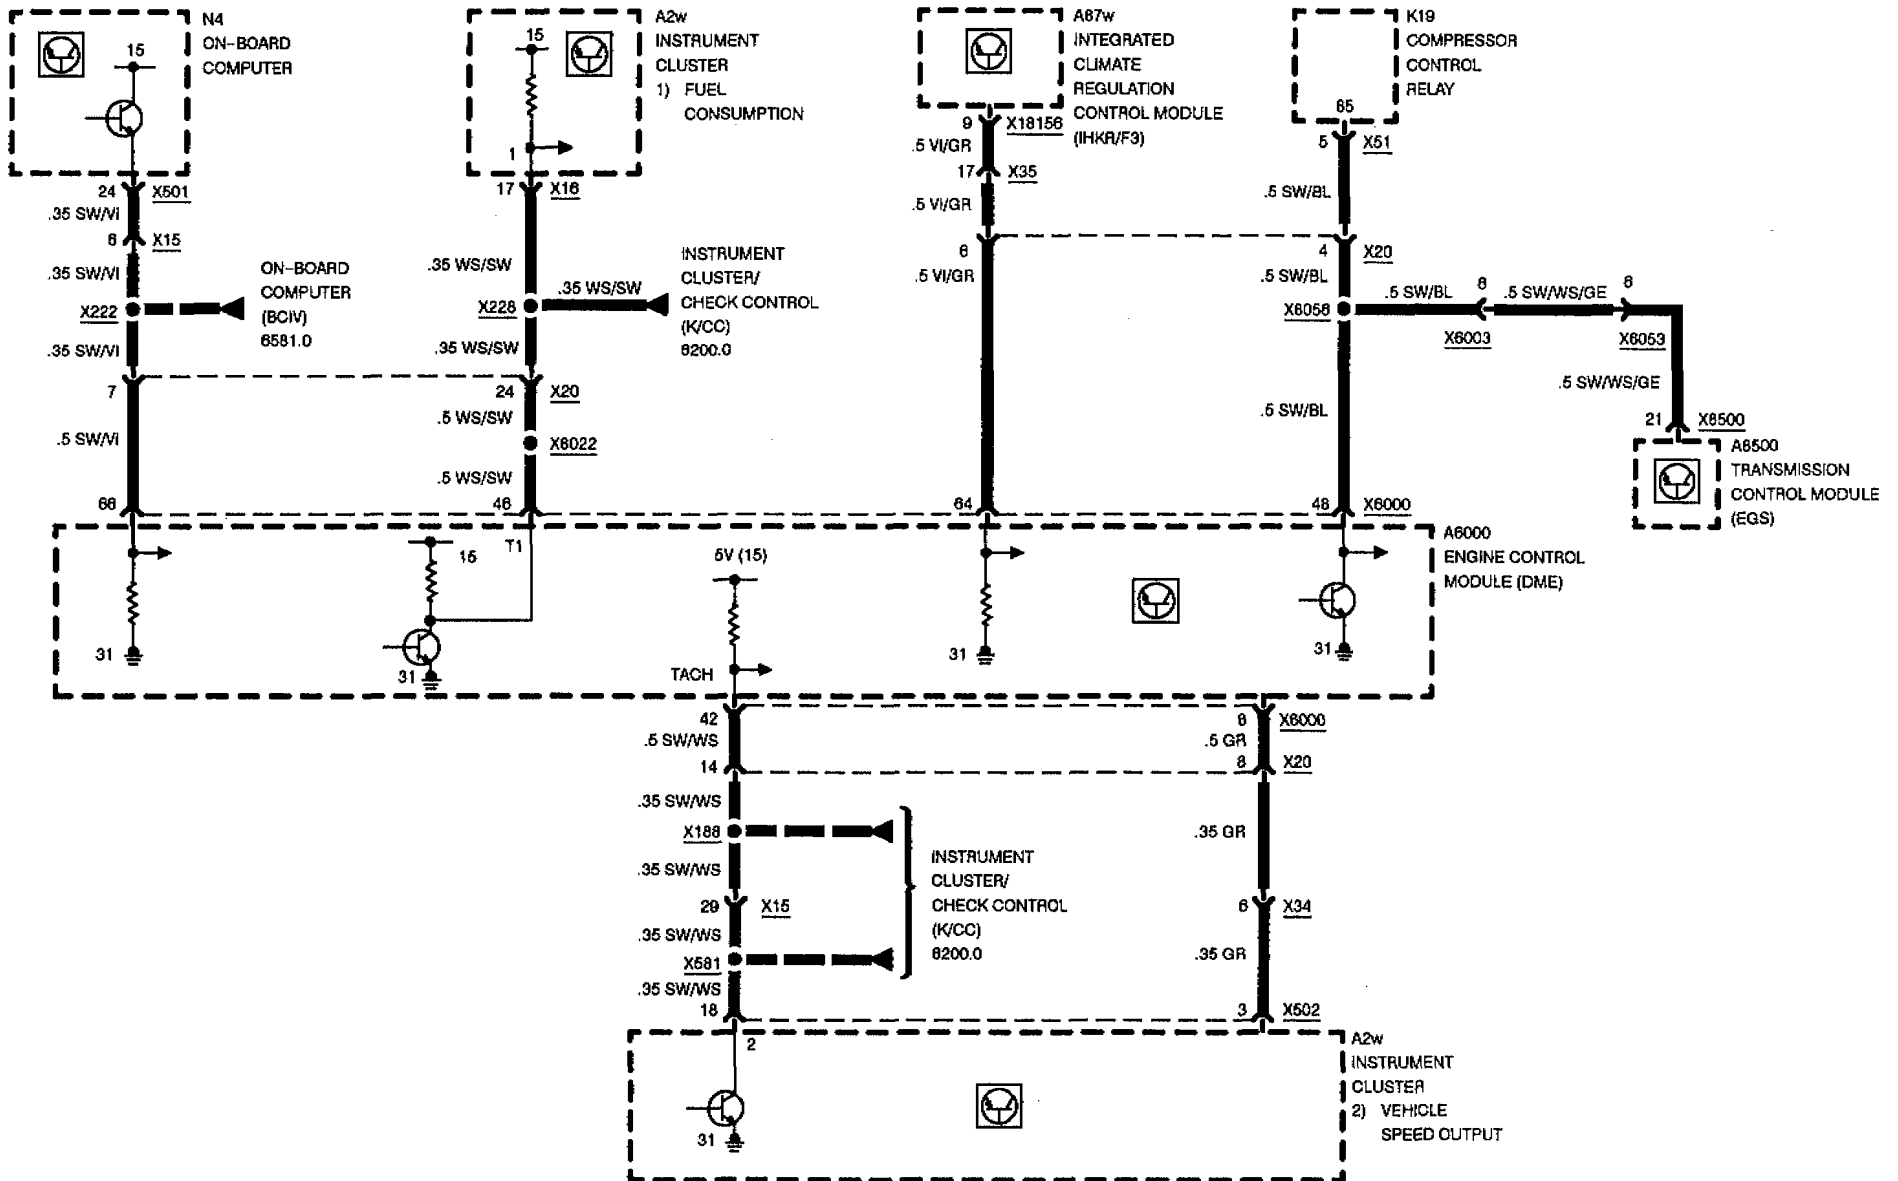 N4
ON-BOARD
COMPUTER
15
24 X501
.35 SW/VI
6 X15
.35 SW/VI
X222
ON-BOARD
COMPUTER
(BCIV)
6581.0
.35 SW/VI
7
.5 SW/VI
66
A2w
INSTRUMENT
CLUSTER
1) FUEL
CONSUMPTION
15
1
17 X16
.35 WS/SW
X228
.35 WS/SW
INSTRUMENT
CLUSTER/
CHECK CONTROL
(K/CC)
6200.0
.35 WS/SW
24 X20
.5 WS/SW
X6022
.5 WS/SW
46
A67w
INTEGRATED
CLIMATE
REGULATION
CONTROL MODULE
(IHKR/F3)
9 X18156
.5 VI/GR
17 X35
.5 VI/GR
6
.5 VI/GR
64
K19
COMPRESSOR
CONTROL
RELAY
85
5 X51
.5 SW/BL
4 X20
.5 SW/BL
X6056
.5 SW/BL
8
.5 SW/WS/GE
8
X6003
X6053
.5 SW/WS/GE
.5 SW/BL
21 X8500
A8500
TRANSMISSION
CONTROL MODULE
(EGS)
48 X6000
A6000
ENGINE CONTROL
MODULE (DME)
T1
15
5V (15)
31
31
31
31
TACH
42
8 X6000
.5 SW/WS
.5 GR
14
8 X20
.35 SW/WS
X188
.35 GR
.35 SW/WS
INSTRUMENT
CLUSTER/
CHECK CONTROL
(K/CC)
6200.0
29 X15
6 X34
.35 SW/WS
X581
.35 GR
.35 SW/WS
18
3 X502
2
31
A2w
INSTRUMENT
CLUSTER
2) VEHICLE
SPEED OUTPUT